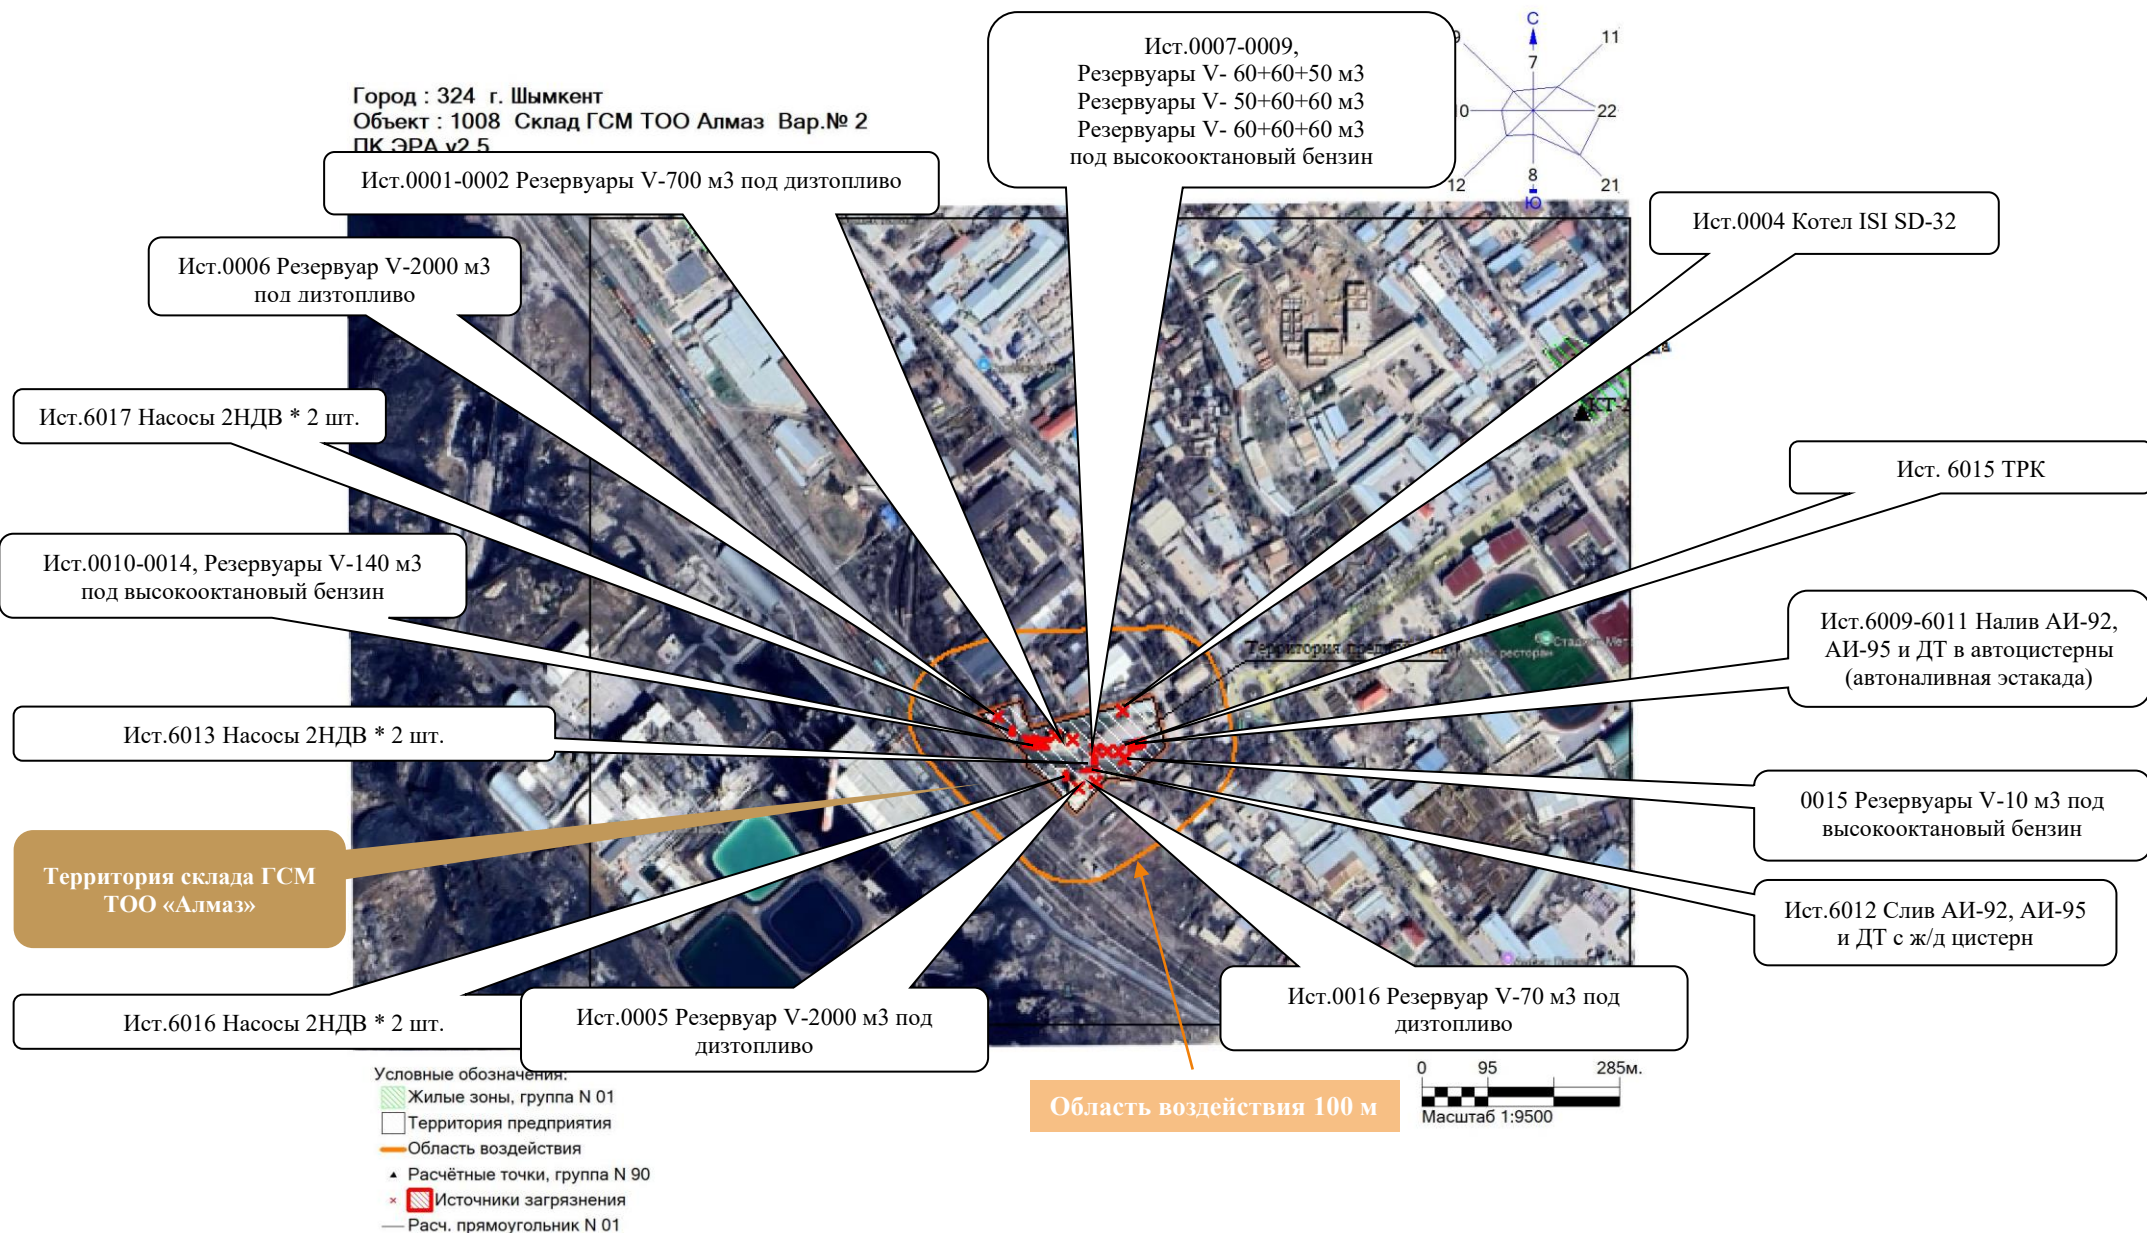 Город : 324 г. Шымкент
Объект : 1008 Склад ГСМ ТОО Алмаз Вар.№ 2
ПК ЭРА v2.5
Ист.0007-0009,
Резервуары V- 60+60+50 м3
Резервуары V- 50+60+60 м3
Резервуары V- 60+60+60 м3
под высокооктановый бензин
С
9
11
7
10
22
12
8
21
Ю
Ист.0001-0002 Резервуары V-700 м3 под дизтопливо
Ист.0004 Котел ISI SD-32
Ист.0006 Резервуар V-2000 м3
под дизтопливо
Ист.6017 Насосы 2НДВ * 2 шт.
Ист. 6015 ТРК
Ист.0010-0014, Резервуары V-140 м3
под высокооктановый бензин
Ист.6009-6011 Налив АИ-92,
АИ-95 и ДТ в автоцистерны
(автоналивная эстакада)
Территория
ресторан
Ист.6013 Насосы 2НДВ * 2 шт.
0015 Резервуары V-10 м3 под
высокооктановый бензин
Территория склада ГСМ
ТОО «Алмаз»
Ист.6012 Слив АИ-92, АИ-95
и ДТ с ж/д цистерн
Ист.6016 Насосы 2НДВ * 2 шт.
Ист.0005 Резервуар V-2000 м3 под
дизтопливо
Ист.0016 Резервуар V-70 м3 под
дизтопливо
Область воздействия 100 м
0 95 285м.
Масштаб 1:9500
Условные обозначения:
Жилые зоны, группа N 01
Территория предприятия
Область воздействия
Расчётные точки, группа N 90
Источники загрязнения
Расч. прямоугольник N 01